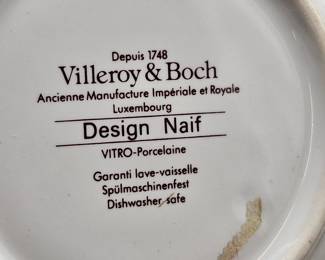 Depuis 1748
Villeroy & Boch
Ancienne Manufacture Impériale et Royale
Luxembourg
Design Naif
VITRO-Porcelaine
Garanti lave-vaisselle
Spülmaschinenfest
Dishwasher safe